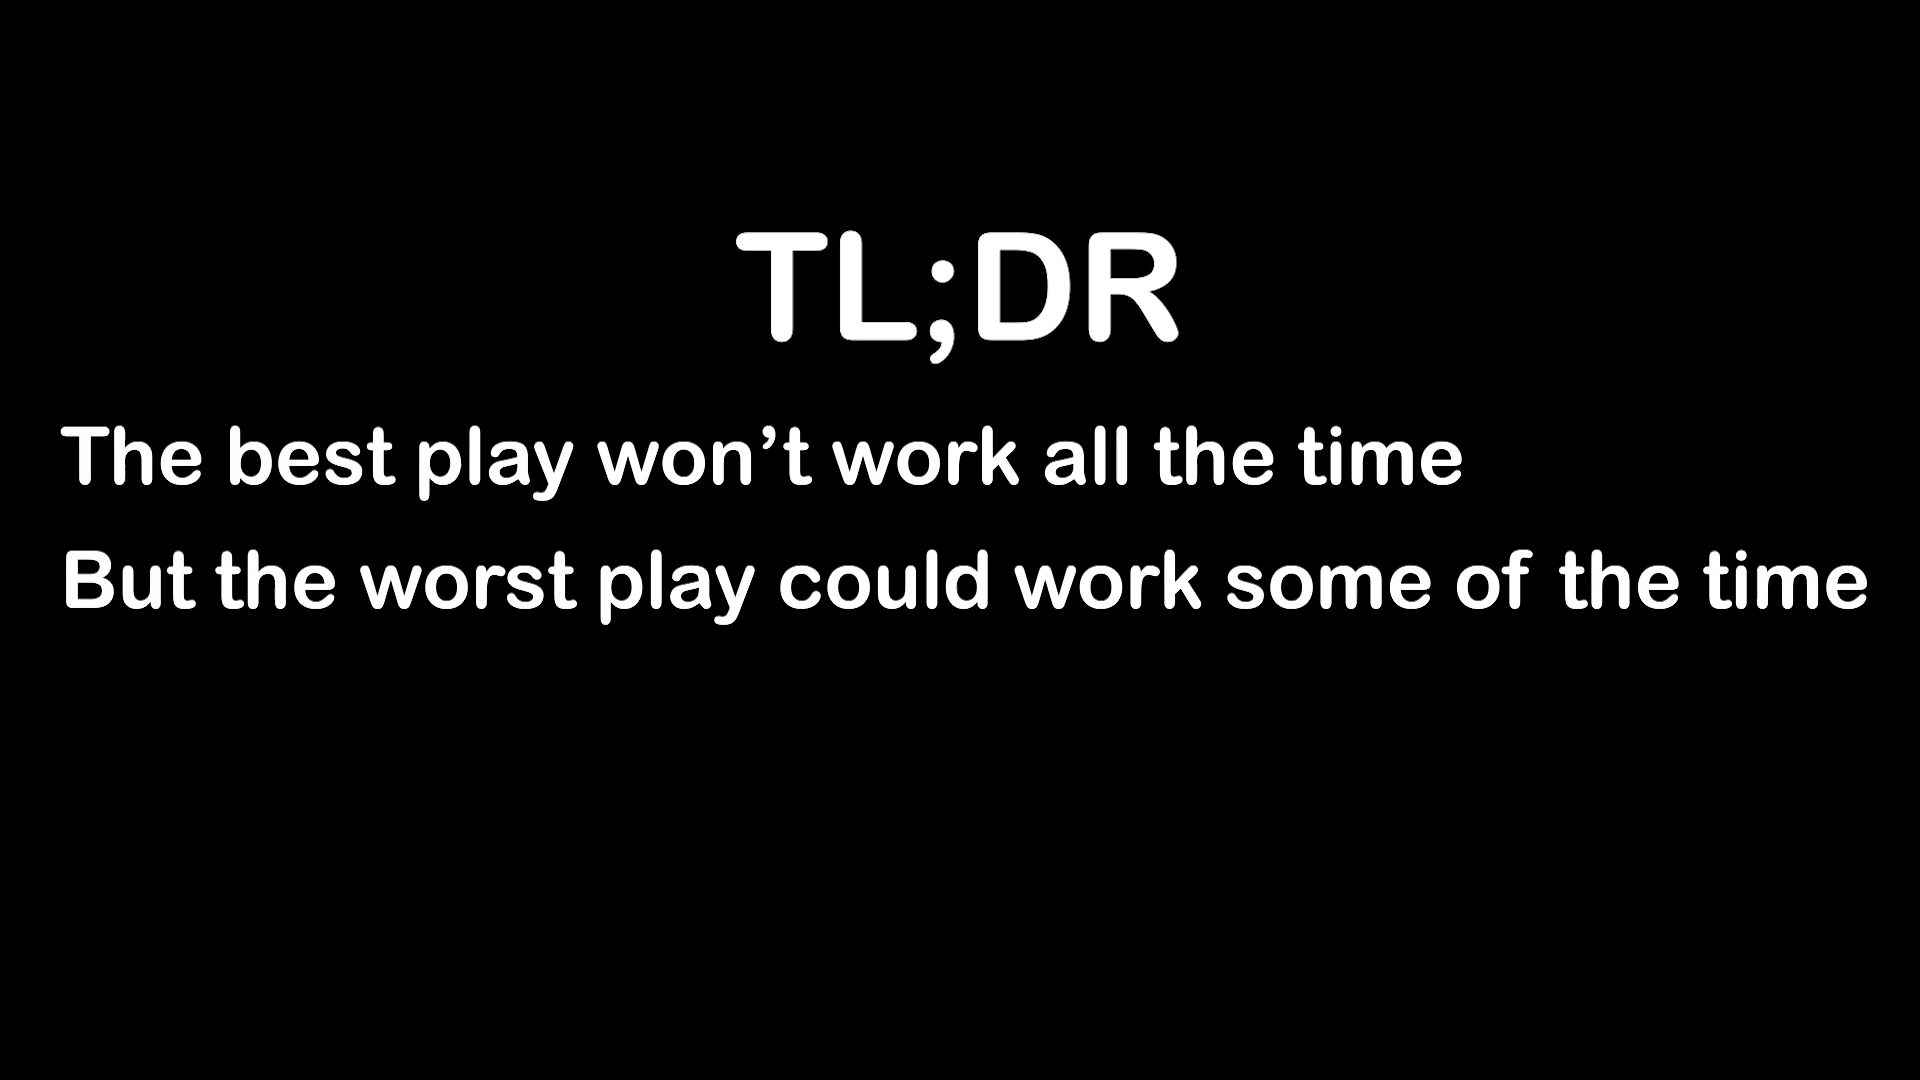 TL;DR
The best play won’t work all the time
But the worst play could work some of the time